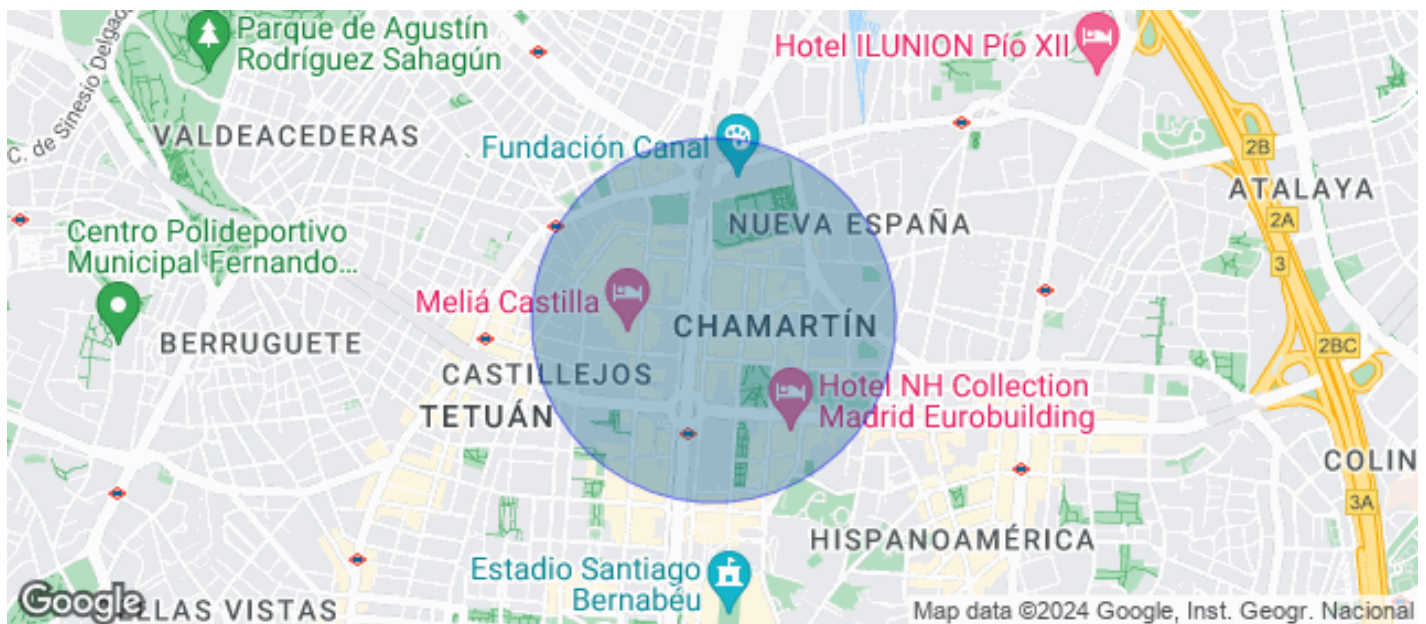 Parque de Agustín
Rodríguez Sahagún
Hotel ILUNION Pío XII
C. de Sinesio Delgado
VALDEACEDERAS
Fundación Canal
2B
ATALAYA
2A
NUEVA ESPAÑA
Centro Polideportivo
Municipal Fernando...
3
Meliá Castilla
CHAMARTÍN
BERRUGUETE
2BC
CASTILLEJOS
Hotel NH Collection
Madrid Eurobuilding
TETUÁN
COLIN
3A
HISPANOAMÉRICA
Estadio Santiago
Bernabéu
Google
ELLAS VISTAS
Map data ©2024 Google, Inst. Geogr. Nacional